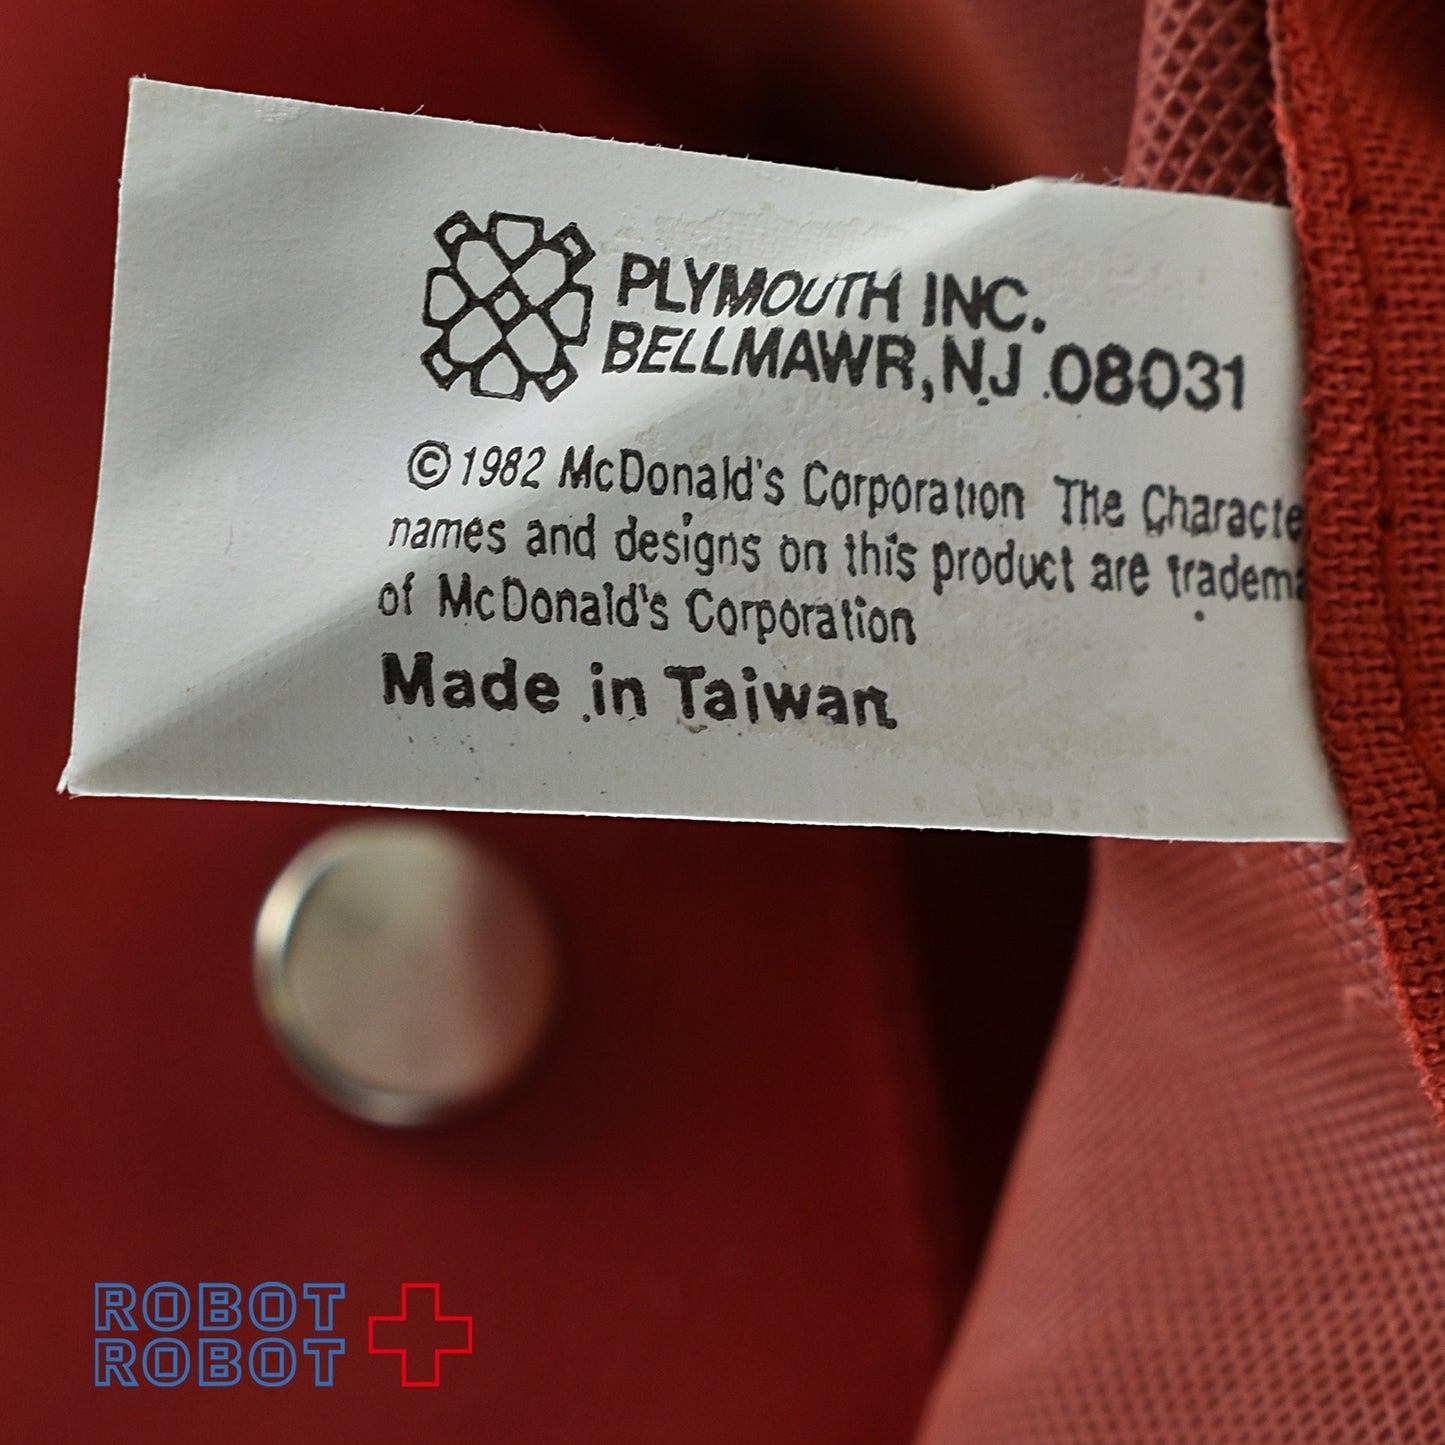 PLYMOUTH INC.
BELLMAWR, NJ 08031
©1982 McDonald's Corporation The Characte
names and designs on this product are tradema
of McDonald's Corporation
Made in Taiwan
ROBOT
ROBOT